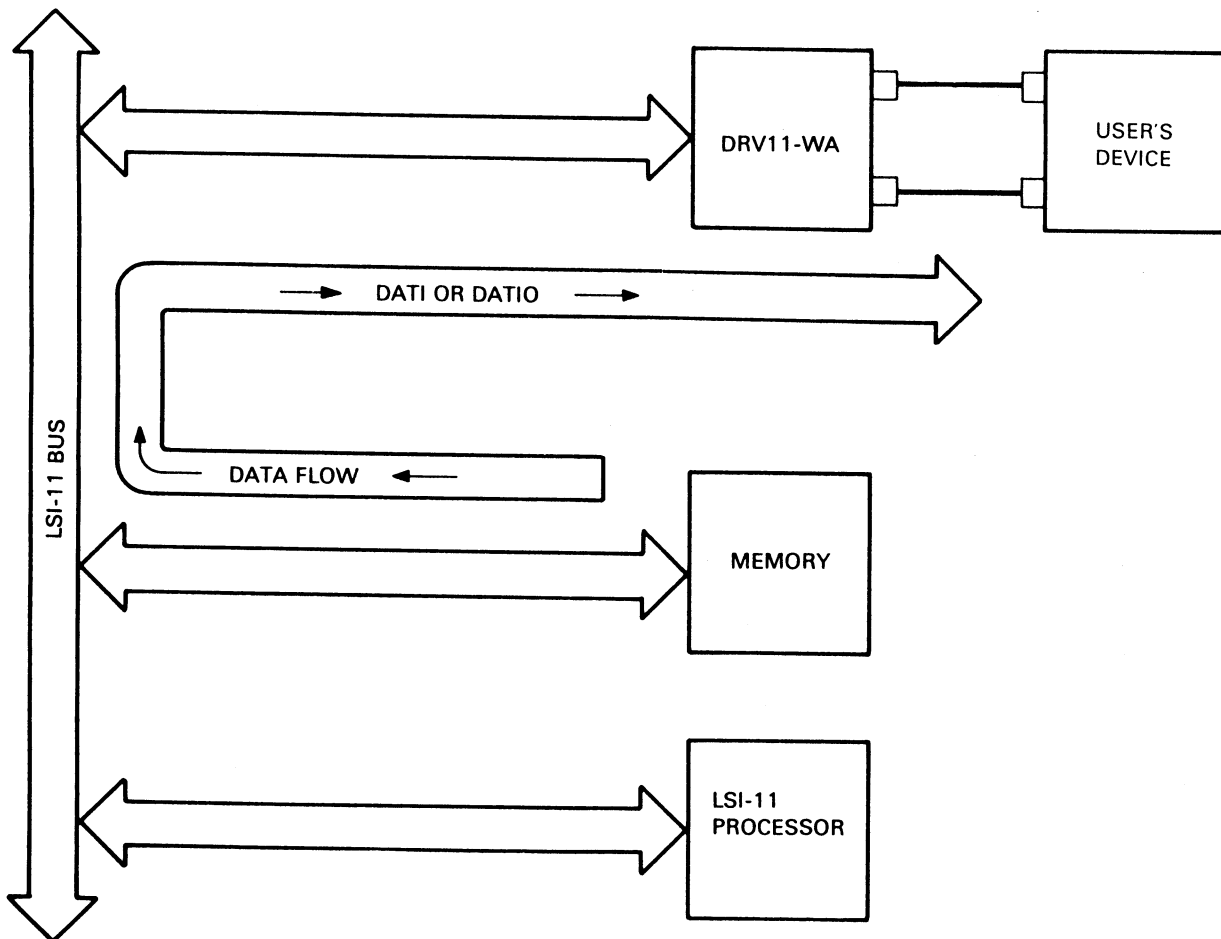 DRV11-WA
USER'S
DEVICE
DATI OR DATIO
LSI-11 BUS
DATA FLOW
MEMORY
LSI-11
PROCESSOR